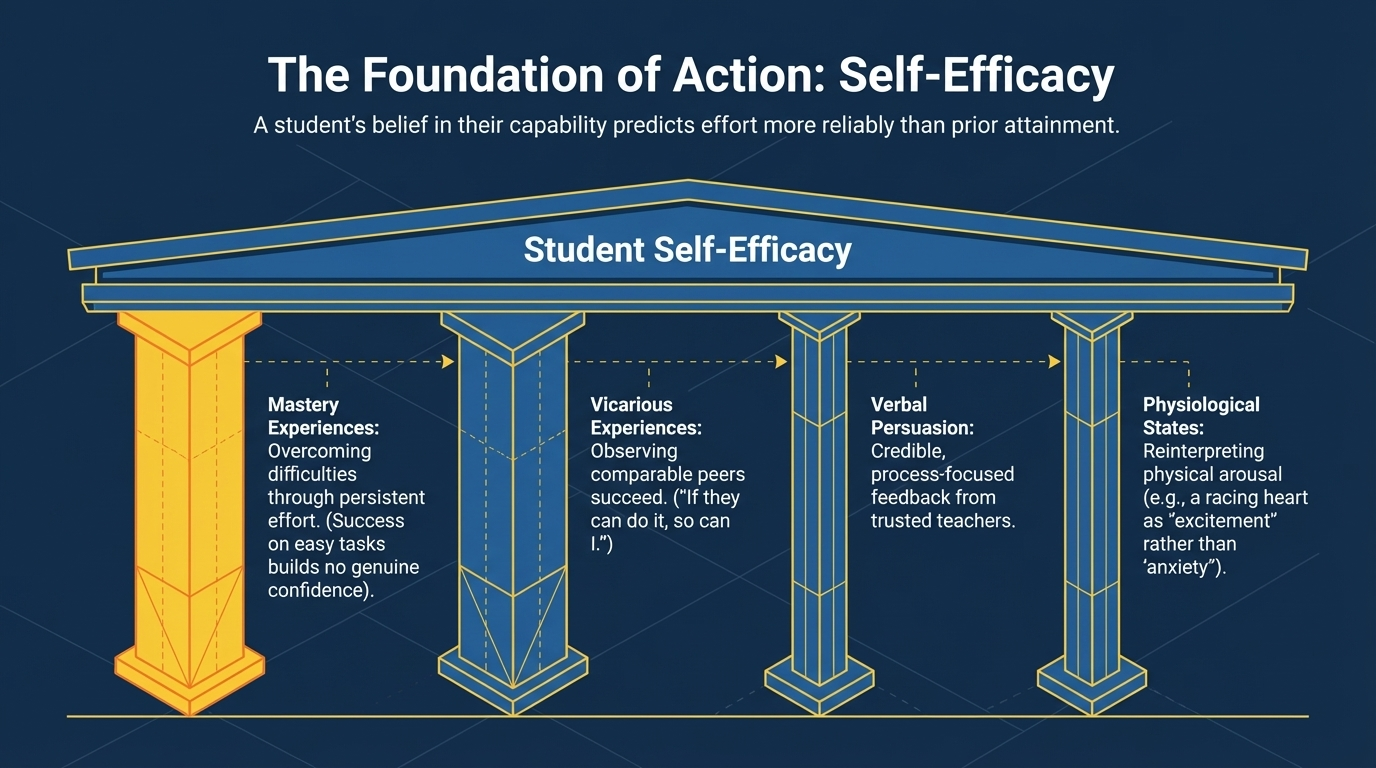 The Foundation of Action: Self-Efficacy
A student's belief in their capability predicts effort more reliably than prior attainment.
Student Self-Efficacy
Mastery
Experiences:
Overcoming
difficulties
through persistent
effort. (Success
on easy tasks
builds no genuine
confidence).
Vicarious
Experiences:
Observing
comparable peers
succeed. ("If they
can do it, so can
I.")
Verbal
Persuasion:
Credible,
process-focused
feedback from
trusted teachers.
Physiological
States:
Reinterpreting
physical arousal
(e.g., a racing heart
as "excitement"
rather than
'anxiety").